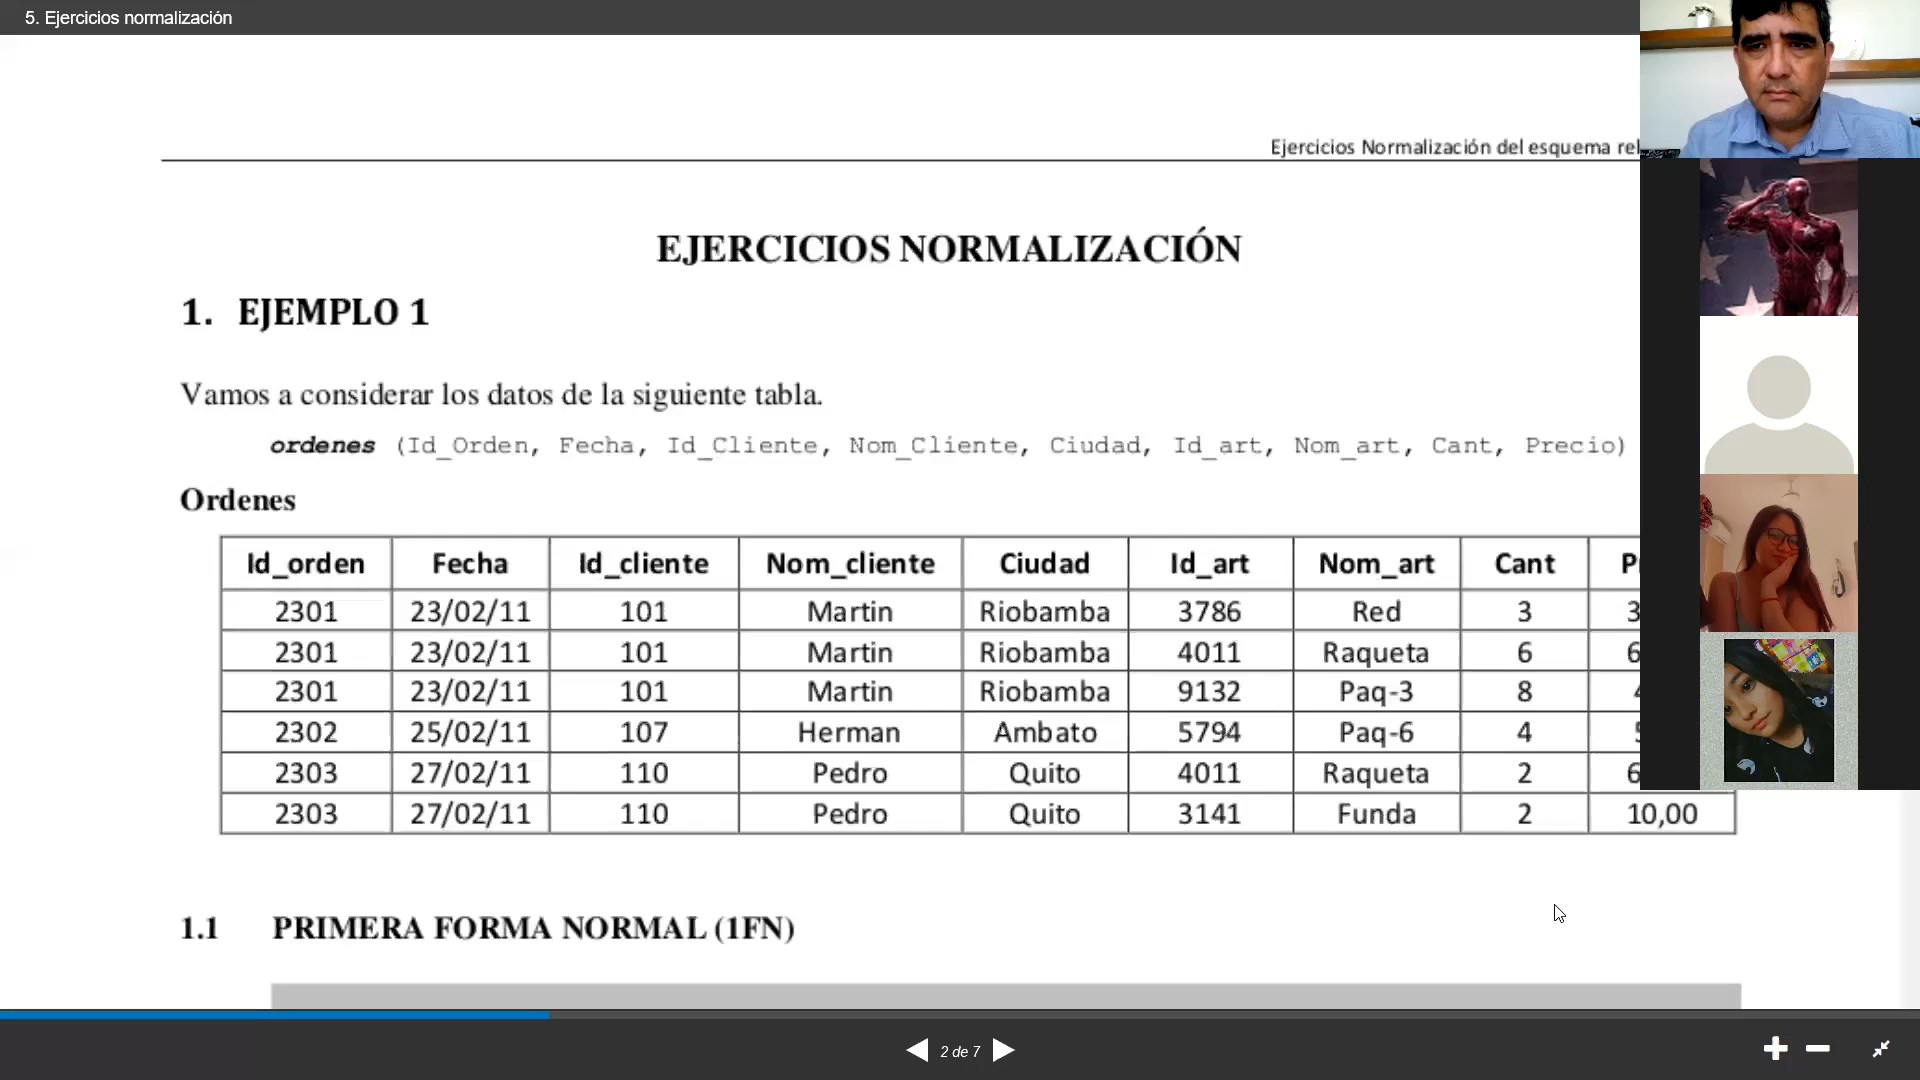 5. Ejercicios normalización
Ejercicios Normalización del esquema
EJERCICIOS NORMALIZACIÓN
1. EJEMPLO 1
Vamos a considerar los datos de la siguiente tabla.
ordenes (Id_Orden, Fecha, Id_Cliente, Nom_Cliente, Ciudad, Id_art, Nom_art, Cant, Precio)
Ordenes
Id_orden Fecha Id_cliente Nom_cliente Ciudad Id_art Nom_art Cant
2301 23/02/11 101 Martin Riobamba 3786 Red 3
2301 23/02/11 101 Martin Riobamba 4011 Raqueta 6
2301 23/02/11 101 Martin Riobamba 9132 Paq-3 8
2302 25/02/11 107 Herman Ambato 5794 Paq-6 4
2303 27/02/11 110 Pedro Quito 4011 Raqueta 2
2303 27/02/11 110 Pedro Quito 3141 Funda 2 10,00
1.1 PRIMERA FORMA NORMAL (1FN)
2 de 7